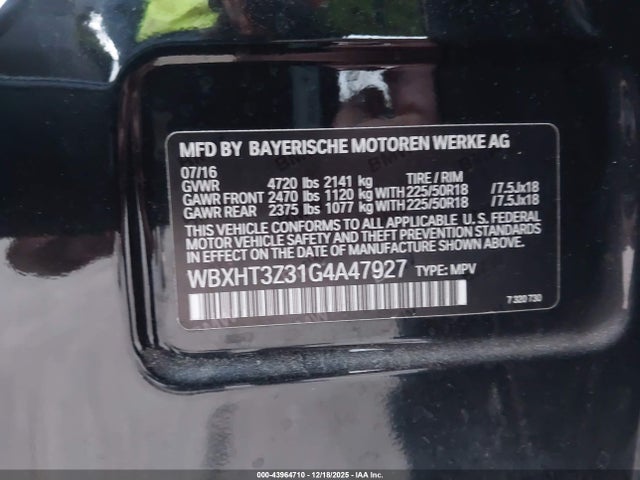 MFD BY BAYERISCHE MOTOREN WERKE AG
07/16 TIRE / RIM
GVWR 4720 lbs 2141 kg
GAWR FRONT 2470 lbs 1120 kg WITH 225/50R18 /7.5Jx18
GAWR REAR 2375 lbs 1077 kg WITH 225/50R18 /7.5Jx18
THIS VEHICLE CONFORMS TO ALL APPLICABLE U.S. FEDERAL
MOTOR VEHICLE SAFETY, BUMPER, AND THEFT PREVENTION
STANDARDS IN EFFECT ON THE DATE OF MANUFACTURE SHOWN ABOVE.
WBXHT3Z31G4A47927 TYPE: MPV
7 320 730
000-43964710 - 12/18/2025 - IAA Inc.